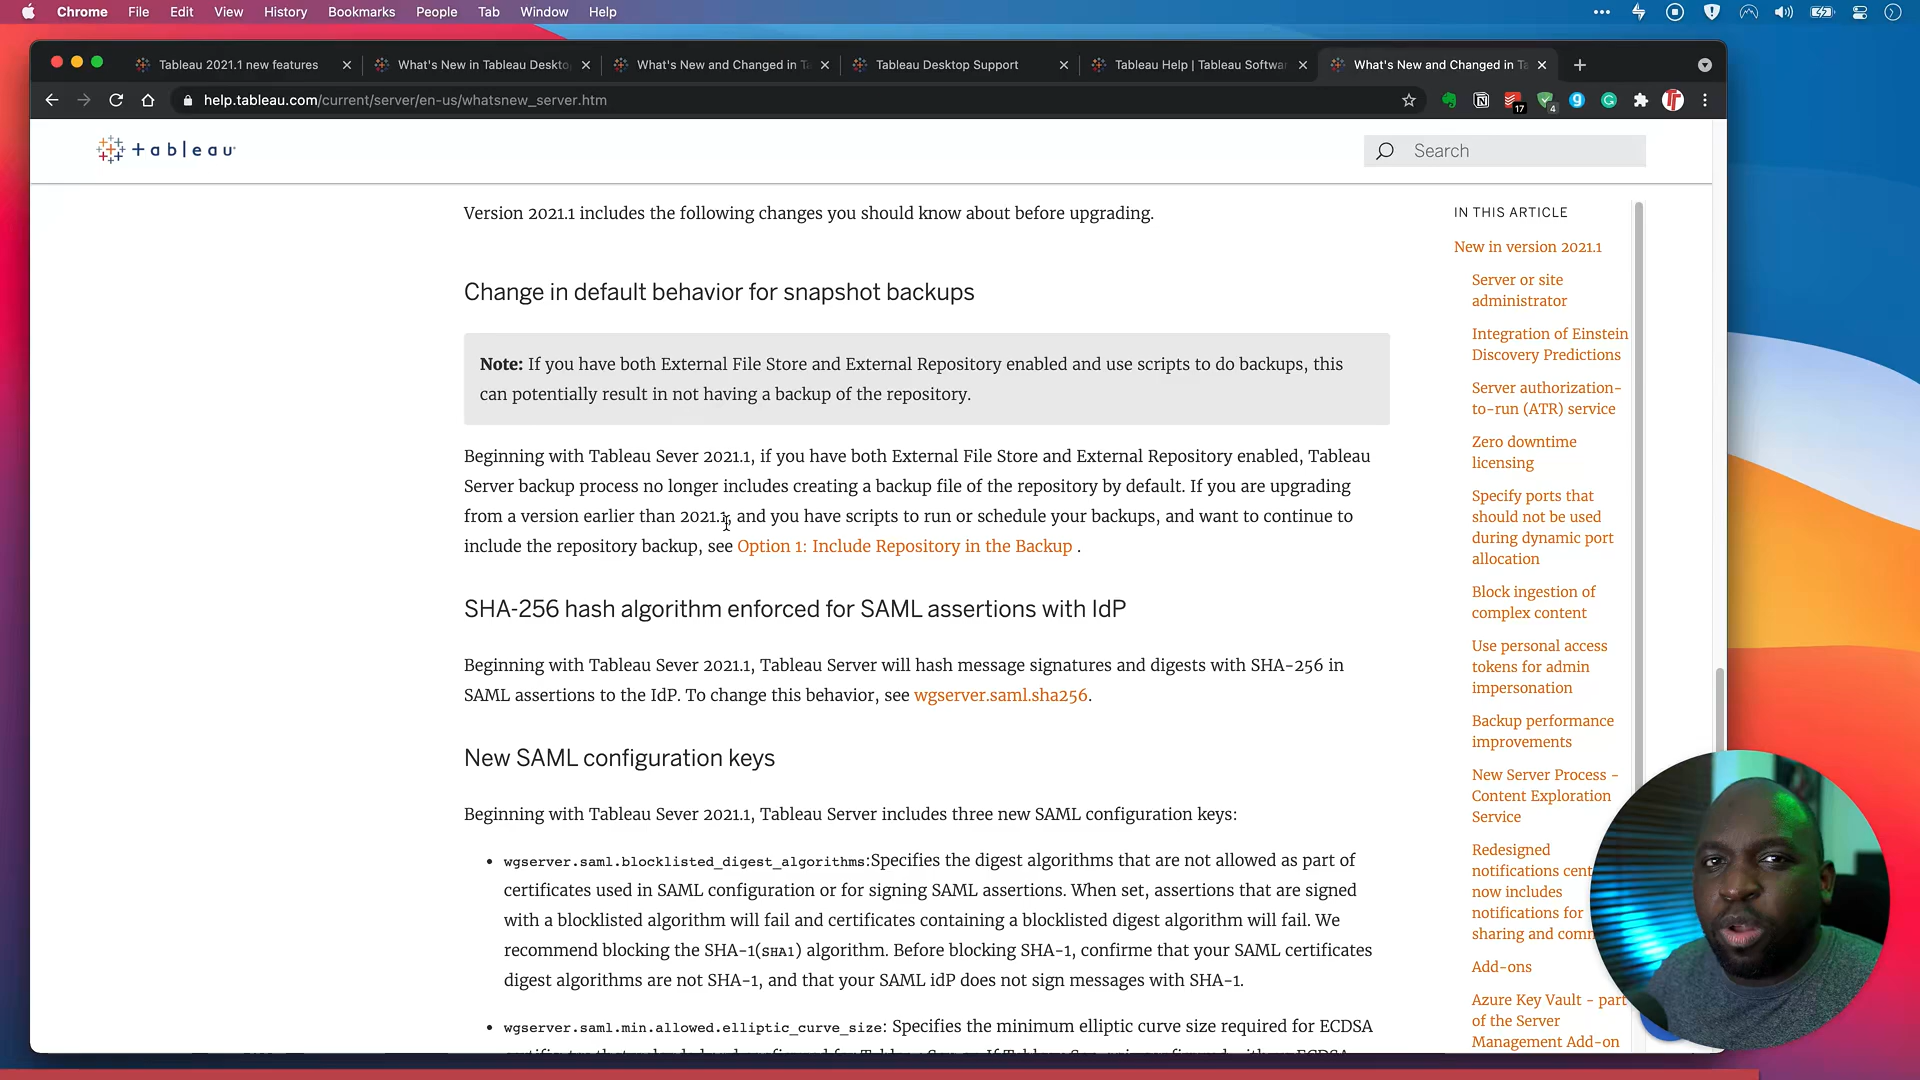 Chrome File Edit View History Bookmarks People Tab Window Help
Tableau 2021.1 new features
What's New in Tableau Deskto
What's New and Changed in Ta
Tableau Desktop Support
Tableau Help | Tableau Softwar
What's New and Changed in Ta
help.tableau.com/current/server/en-us/whatsnew_server.htm
17
4
+ a b | e a u
Search
Version 2021.1 includes the following changes you should know about before upgrading.
Change in default behavior for snapshot backups
Note: If you have both External File Store and External Repository enabled and use scripts to do backups, this
can potentially result in not having a backup of the repository.
Beginning with Tableau Sever 2021.1, if you have both External File Store and External Repository enabled, Tableau
Server backup process no longer includes creating a backup file of the repository by default. If you are upgrading
from a version earlier than 2021.1, and you have scripts to run or schedule your backups, and want to continue to
include the repository backup, see Option 1: Include Repository in the Backup .
SHA-256 hash algorithm enforced for SAML assertions with IdP
Beginning with Tableau Sever 2021.1, Tableau Server will hash message signatures and digests with SHA-256 in
SAML assertions to the IdP. To change this behavior, see wgserver.saml.sha256.
New SAML configuration keys
Beginning with Tableau Sever 2021.1, Tableau Server includes three new SAML configuration keys:
• wgserver.saml.blocklisted_digest_algorithms:Specifies the digest algorithms that are not allowed as part of
certificates used in SAML configuration or for signing SAML assertions. When set, assertions that are signed
with a blocklisted algorithm will fail and certificates containing a blocklisted digest algorithm will fail. We
recommend blocking the SHA-1(SHA1) algorithm. Before blocking SHA-1, confirme that your SAML certificates
digest algorithms are not SHA-1, and that your SAML idP does not sign messages with SHA-1.
• wgserver.saml.min.allowed.elliptic_curve_size: Specifies the minimum elliptic curve size required for ECDSA
IN THIS ARTICLE
New in version 2021.1
Server or site
administrator
Integration of Einstein
Discovery Predictions
Server authorization-
to-run (ATR) service
Zero downtime
licensing
Specify ports that
should not be used
during dynamic port
allocation
Block ingestion of
complex content
Use personal access
tokens for admin
impersonation
Backup performance
improvements
New Server Process -
Content Exploration
Service
Redesigned
notifications cent
now includes
notifications for
sharing and comm
Add-ons
Azure Key Vault - part
of the Server
Management Add-on